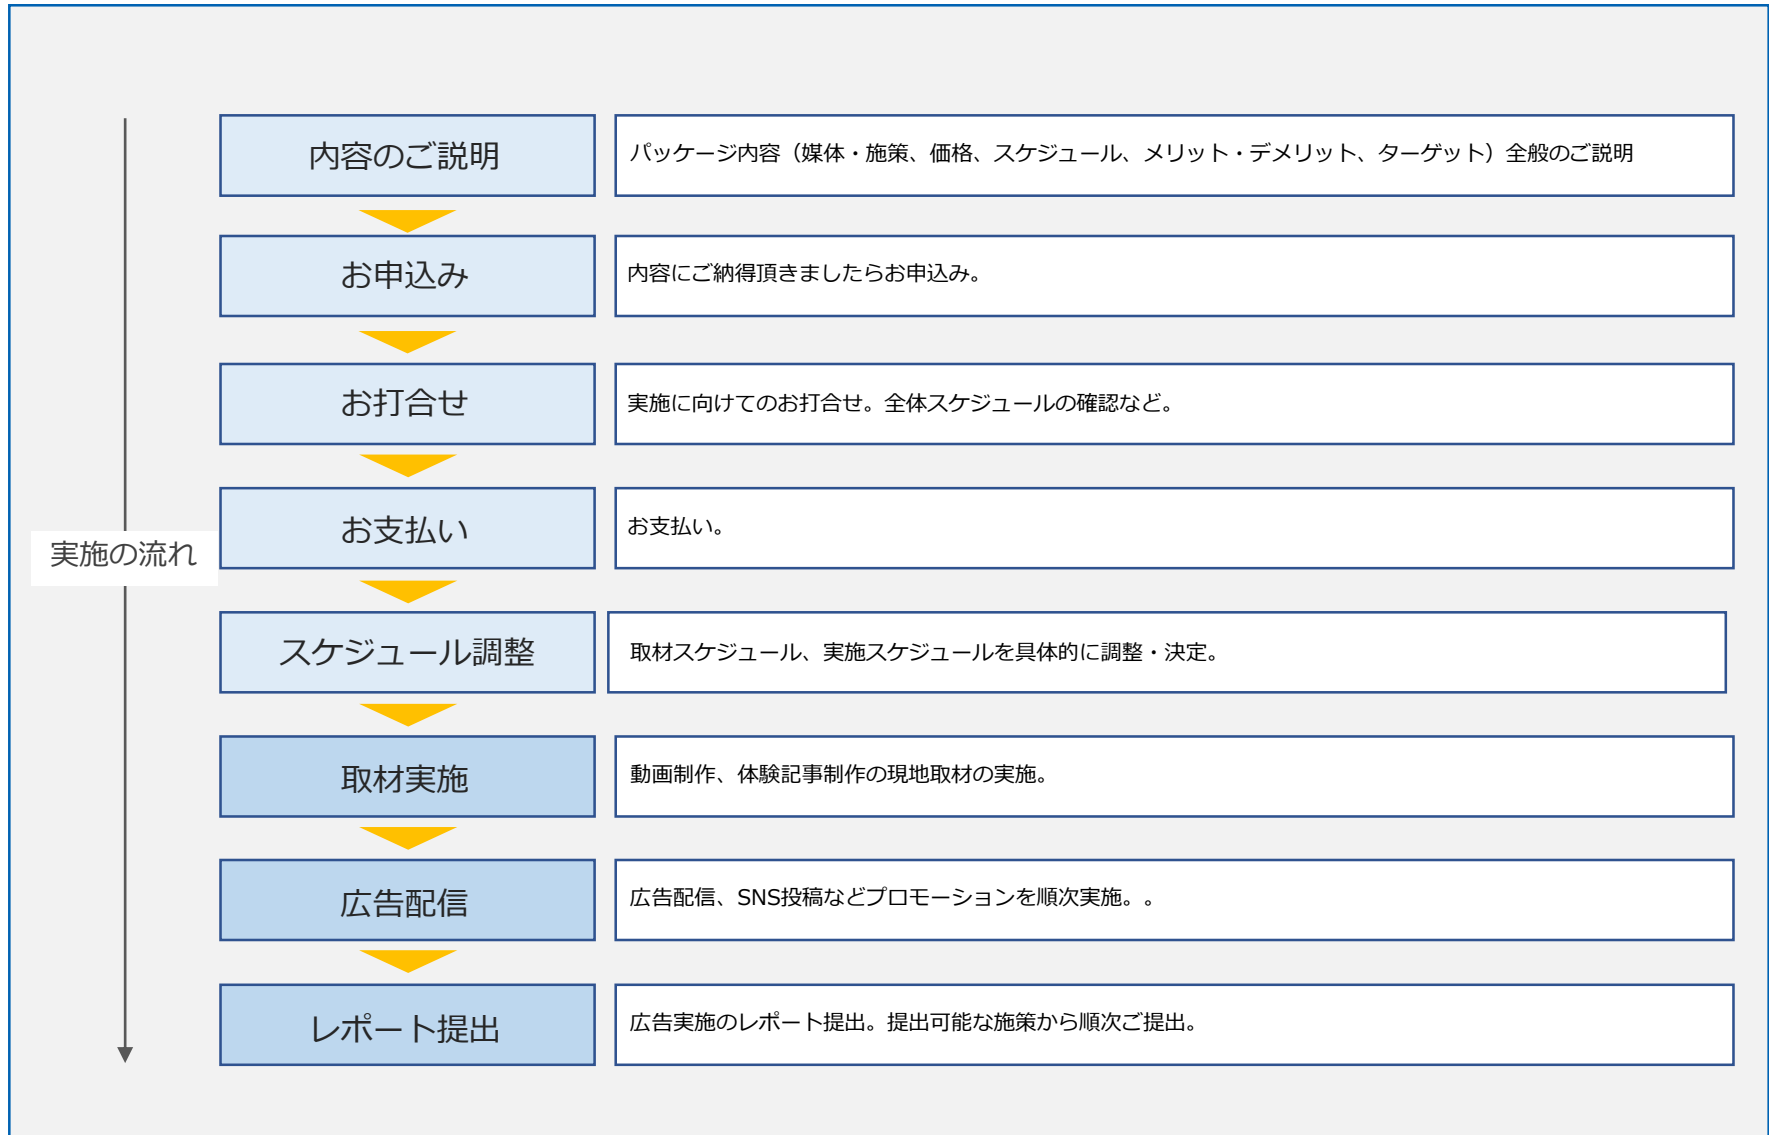 内容のご説明
パッケージ内容（媒体・施策、価格、スケジュール、メリット・デメリット、ターゲット）全般のご説明
お申込み
内容にご納得頂きましたらお申込み。
お打合せ
実施に向けてのお打合せ。全体スケジュールの確認など。
お支払い
お支払い。
実施の流れ
スケジュール調整
取材スケジュール、実施スケジュールを具体的に調整・決定。
取材実施
動画制作、体験記事制作の現地取材の実施。
広告配信
広告配信、SNS投稿などプロモーションを順次実施。。
レポート提出
広告実施のレポート提出。提出可能な施策から順次ご提出。